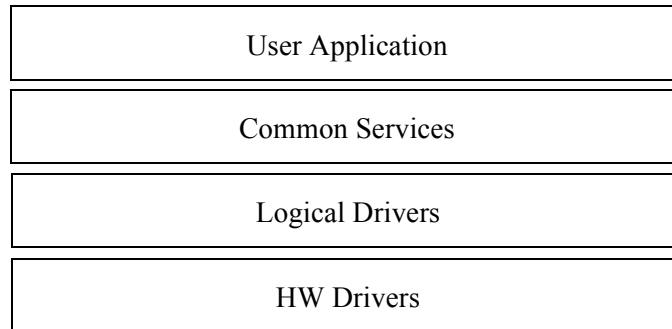 User Application
Common Services
Logical Drivers
HW Drivers